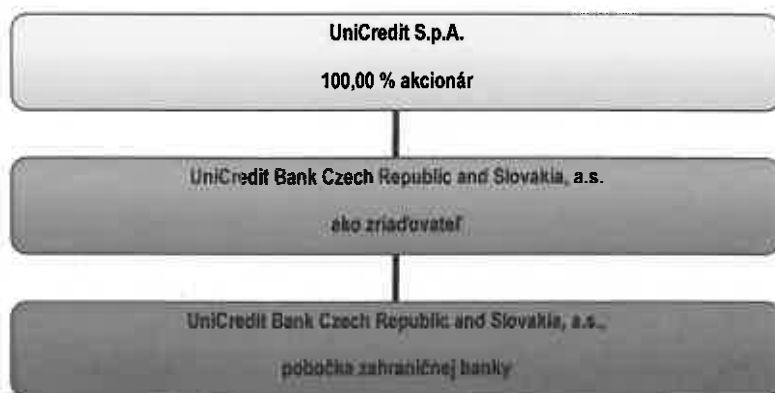 UniCredit S.p.A.
100,00 % akcionár
UniCredit Bank Czech Republic and Slovakia, a.s.
ako zriaďovateľ
UniCredit Bank Czech Republic and Slovakia, a.s.,
pobočka zahraničnej banky